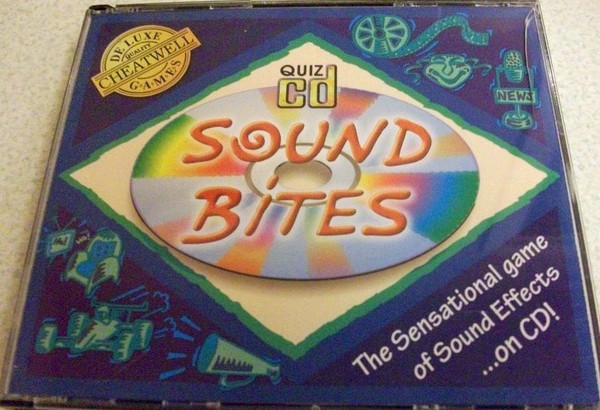 DE-LUXE
QUALITY
CHEATWELL
GAMES
QUIZ
cd
NEWS
SOUND
BITES
The Sensational game
of Sound Effects
...on CD!